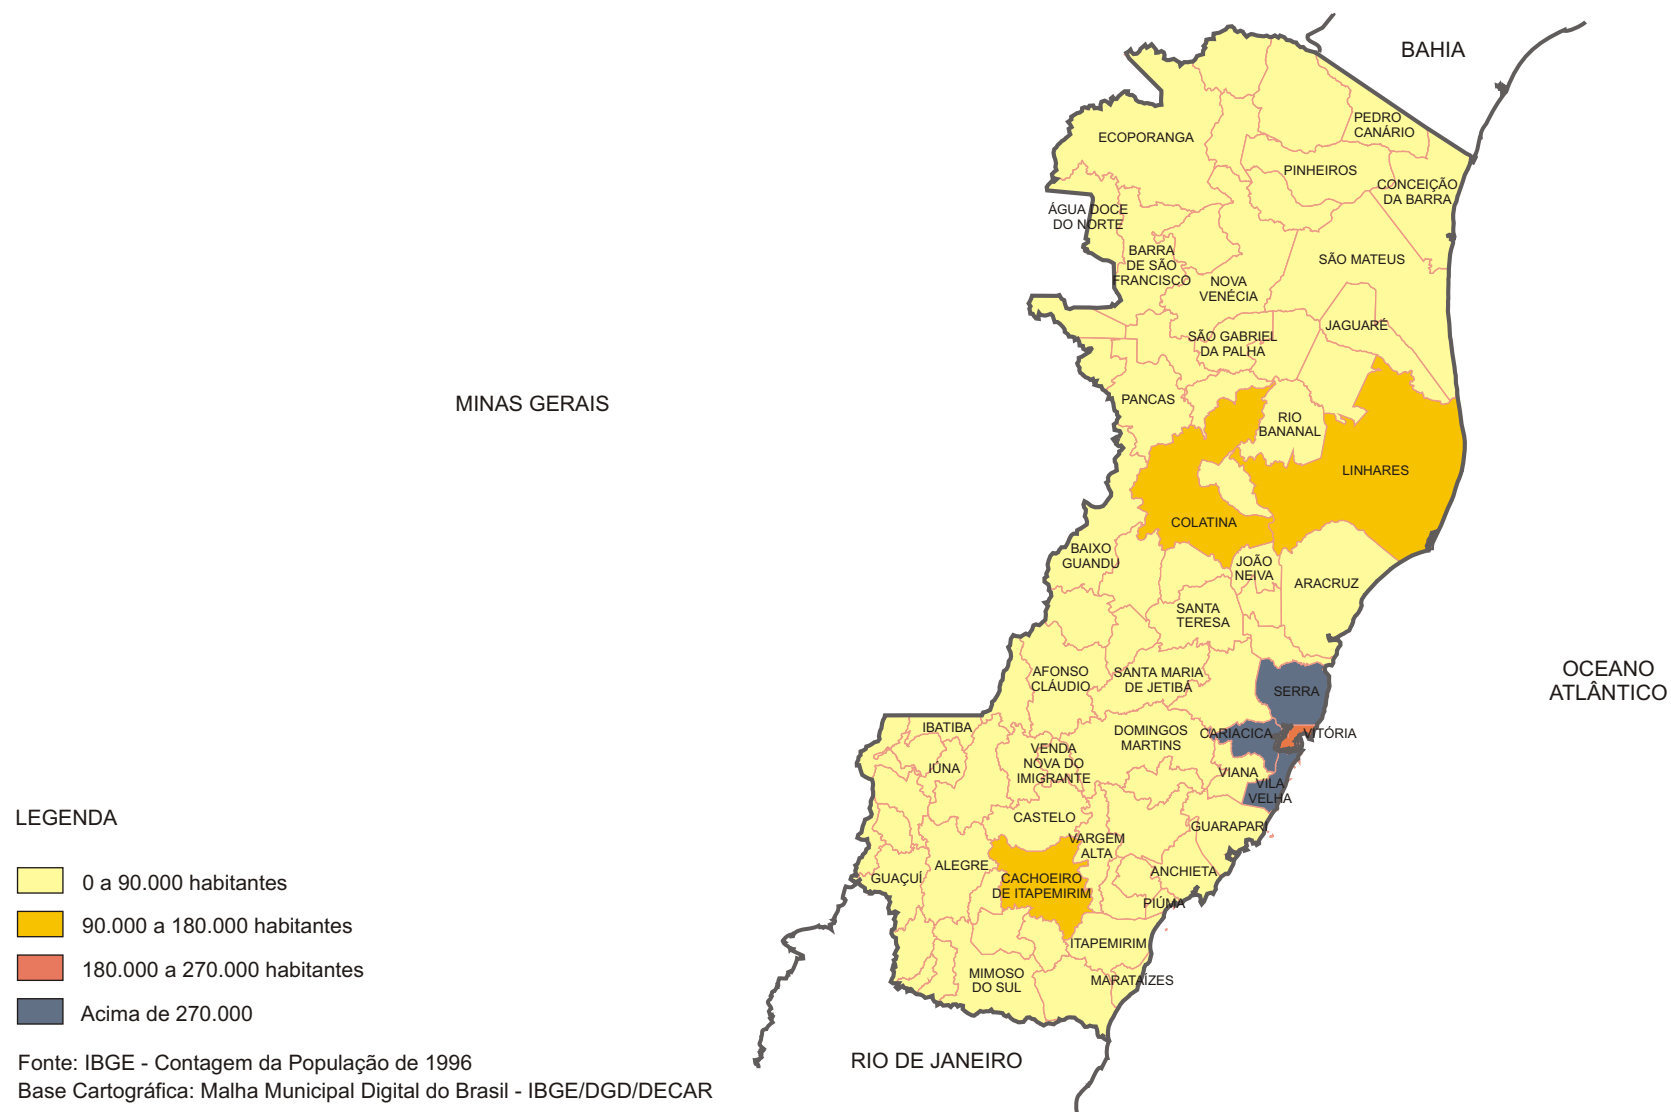 BAHIA
PEDRO
CANÁRIO
ECOPORANGA
PINHEIROS
CONCEIÇÃO
DA BARRA
ÁGUA DOCE
DO NORTE
BARRA
DE SÃO
FRANCISCO
SÃO MATEUS
NOVA
VENÉCIA
JAGUARÉ
SÃO GABRIEL
DA PALHA
MINAS GERAIS
PANCAS
RIO
BANANAL
LINHARES
COLATINA
BAIXO
GUANDU
JOÃO
NEIVA
ARACRUZ
SANTA
TERESA
AFONSO
CLÁUDIO
SANTA MARIA
DE JETIBÁ
SERRA
OCEANO
ATLÂNTICO
IBATIBA
DOMINGOS
MARTINS
CARIACICA
VITÓRIA
VENDA
NOVA DO
IMIGRANTE
IÚNA
VIANA
VILA
VELHA
CASTELO
GUARAPARI
VARGEM
ALTA
ALEGRE
GUAÇUÍ
CACHOEIRO
DE ITAPEMIRIM
ANCHIETA
PIÚMA
ITAPEMIRIM
MIMOSO
DO SUL
MARATAÍZES
RIO DE JANEIRO
LEGENDA
0 a 90.000 habitantes
90.000 a 180.000 habitantes
180.000 a 270.000 habitantes
Acima de 270.000
Fonte: IBGE - Contagem da População de 1996
Base Cartográfica: Malha Municipal Digital do Brasil - IBGE/DGD/DECAR